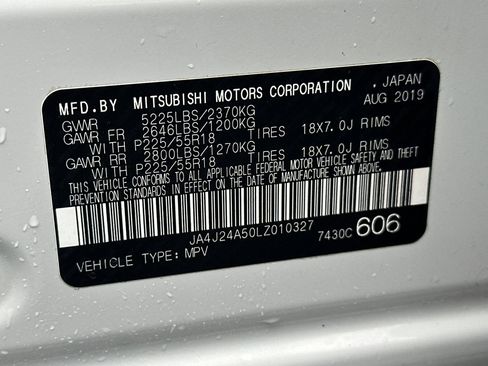 MFD.BY MITSUBISHI MOTORS CORPORATION . JAPAN
GVWR 5225LBS/2370KG AUG 2019
GAWR FR 2646LBS/1200KG
WITH P225/55R18 TIRES 18X7.0J RIMS
GAWR RR 2800LBS/1270KG
WITH P225/55R18 TIRES 18X7.0J RIMS
THIS VEHICLE CONFORMS TO ALL APPLICABLE FEDERAL MOTOR VEHICLE SAFETY AND THEFT
PREVENTION STANDARDS IN EFFECT ON THE DATE OF MANUFACTURE SHOWN ABOVE.
JA4J24A50LZ010327 7430C 606
VEHICLE TYPE: MPV